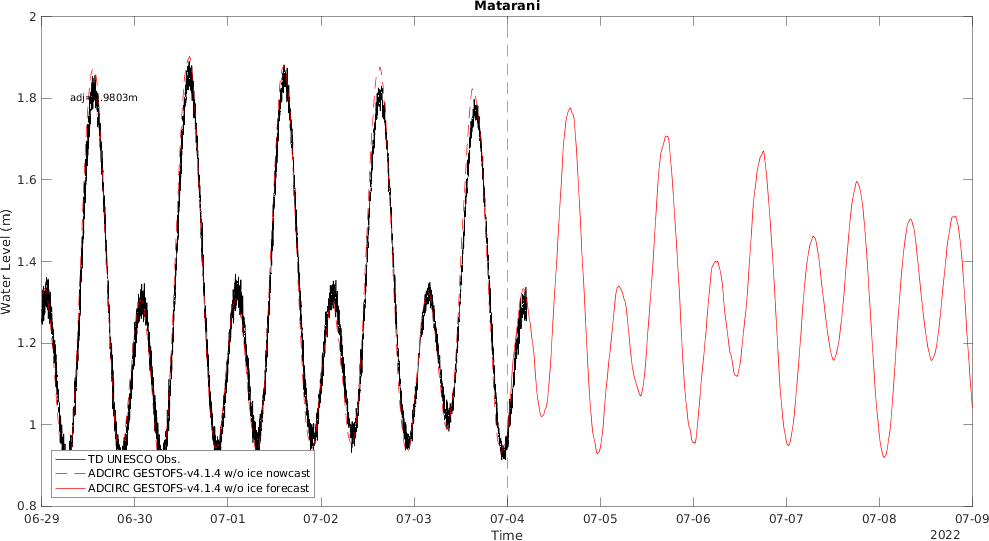 Matarani
2
1.8
1.6
1.4
1.2
1
0.8
Water Level (m)
.9803m
TD UNESCO Obs.
ADCIRC GESTOFS-v4.1.4 w/o ice nowcast
ADCIRC GESTOFS-v4.1.4 w/o ice forecast
06-29 06-30 07-01 07-02 07-03 07-04 07-05 07-06 07-07 07-08 07-09
Time 2022